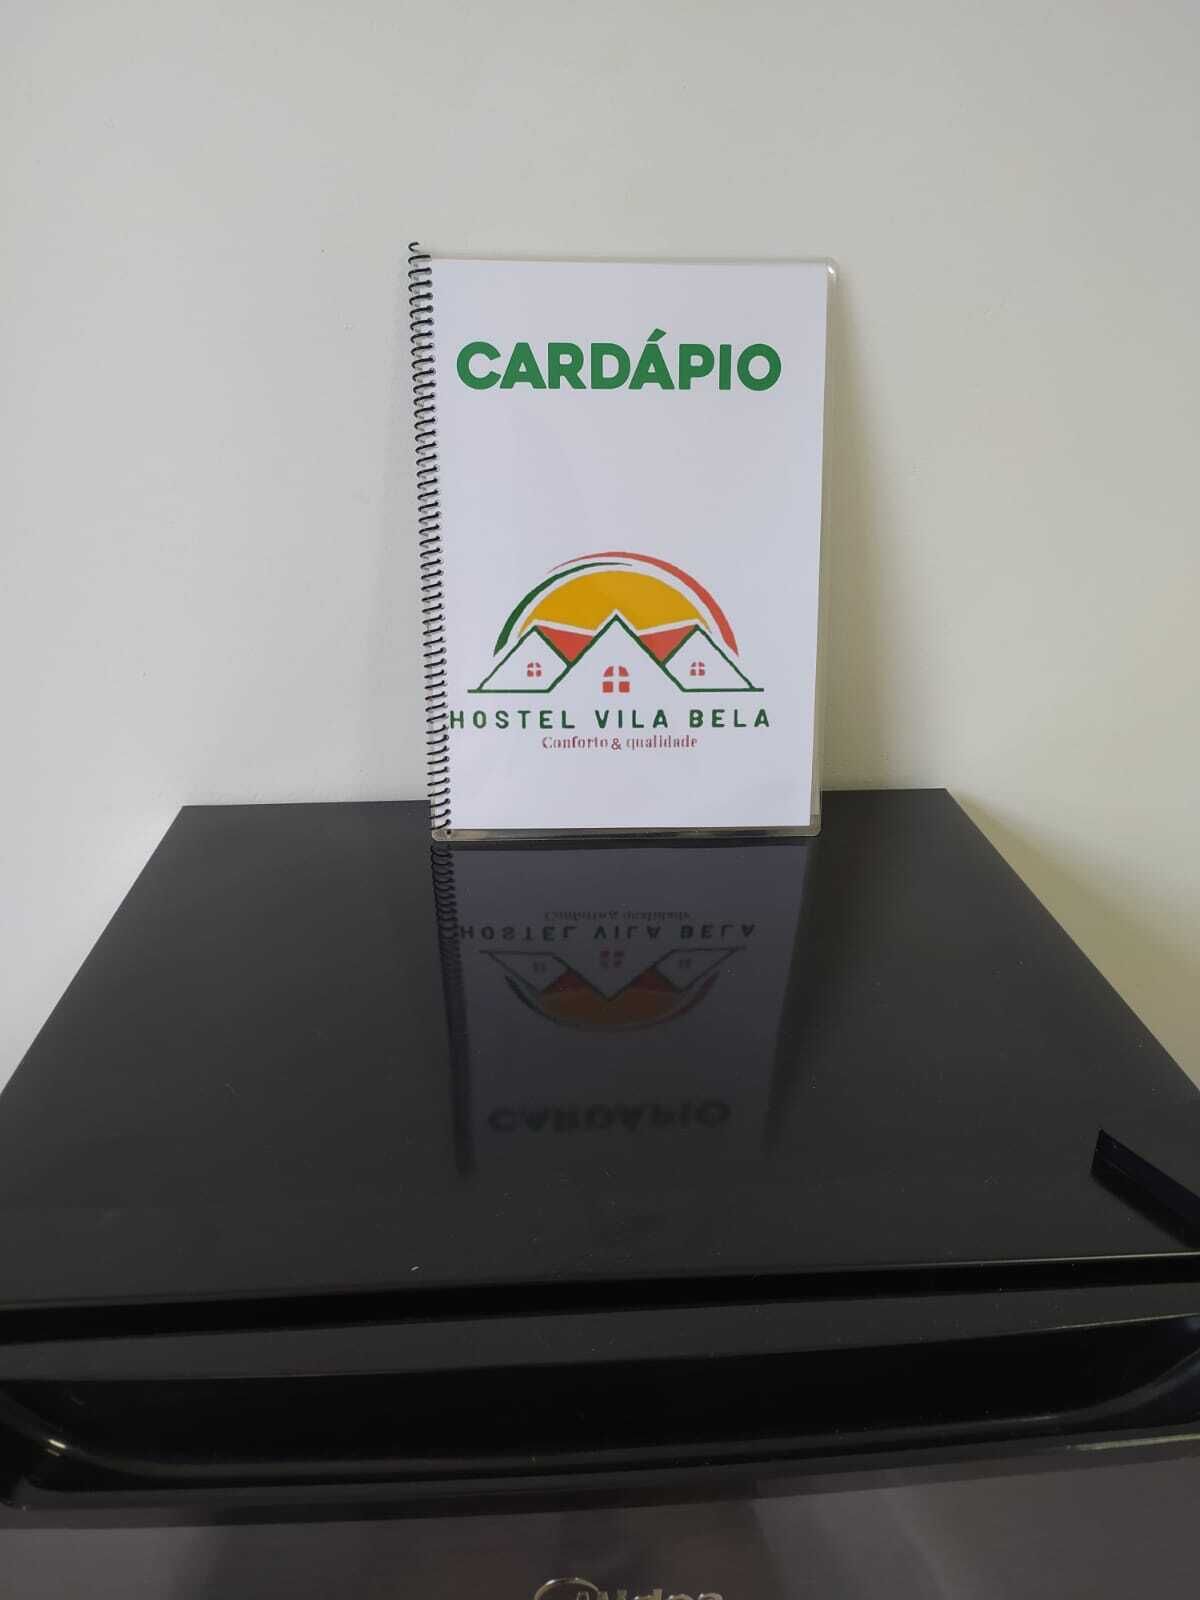 CARDÁPIO
HOSTEL VILA BELA
Conforto & qualidade